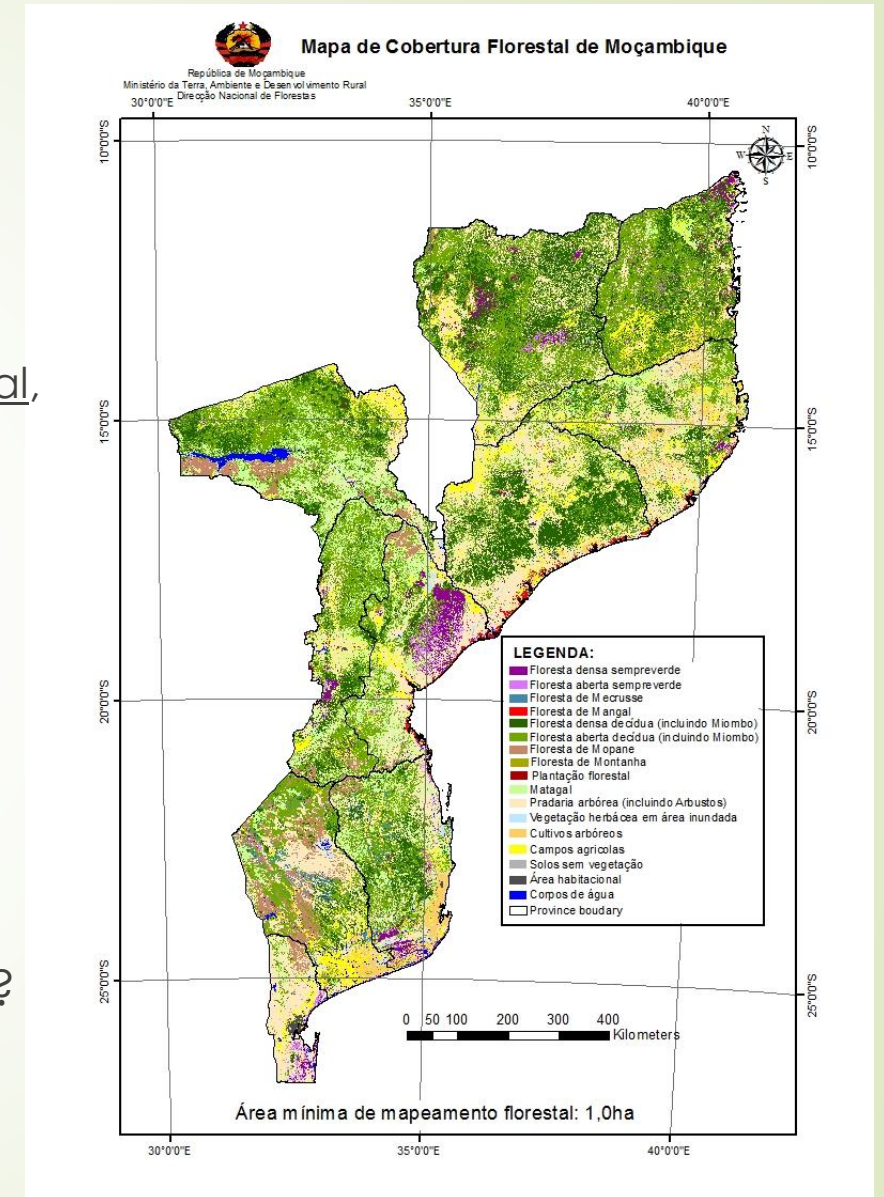 Mapa de Cobertura Florestal de Moçambique
República de Moçambique
Ministério da Terra, Ambiente e Desenvolvimento Rural
Direcção Nacional de Florestas
30°0'0"E 35°0'0"E 40°0'0"E
10°0'0"S 10°0'0"S
N
W E
S
al,
15°0'0"S 15°0'0"S
20°0'0"S 20°0'0"S
LEGENDA:
Floresta densa sempreverde
Floresta aberta sempreverde
Floresta de Mecrusse
Floresta de Mangal
Floresta densa decídua (incluindo Miombo)
Floresta aberta decídua (incluindo Miombo)
Floresta de Mopane
Floresta de Montanha
Plantação florestal
Matagal
Pradaria arbórea (incluindo Arbustos)
Vegetação herbácea em área inundada
Cultivos arbóreos
Campos agricolas
Solos sem vegetação
Área habitacional
Corpos de água
Province boudary
?
25°0'0"S 25°0'0"S
0 50 100 200 300 400
Kilometers
Área mínima de mapeamento florestal: 1,0ha
30°0'0"E 35°0'0"E 40°0'0"E